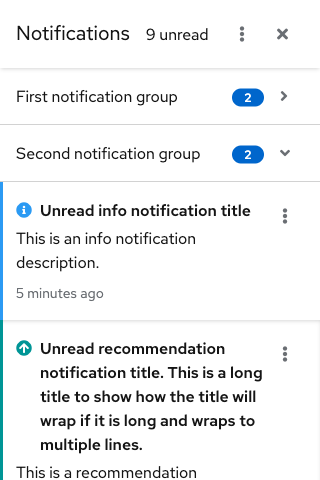 Notifications 9 unread
First notification group 2
Second notification group 2
Unread info notification title
This is an info notification
description.
5 minutes ago
Unread recommendation
notification title. This is a long
title to show how the title will
wrap if it is long and wraps to
multiple lines.
This is a recommendation